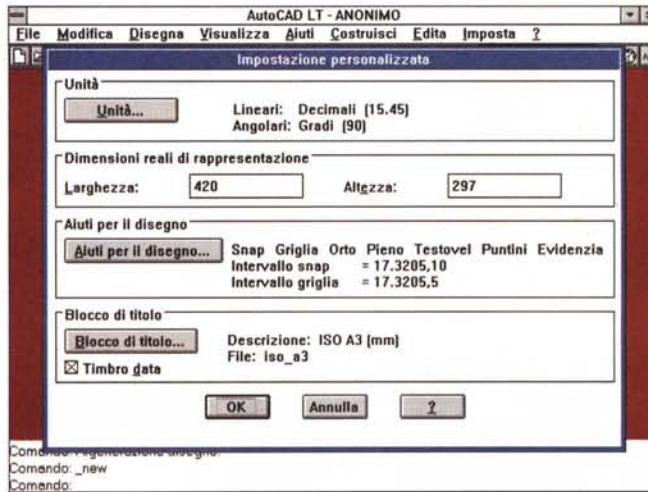 AutoCAD LT - ANONIMO
File Modifica Disegna Visualizza Aiuti Costruisci Edita Imposta ?
Impostazione personalizzata
Unità
Unità... Lineari: Decimali (15.45)
Angolari: Gradi (90)
Dimensioni reali di rappresentazione
Larghezza: 420 Altezza: 297
Aiuti per il disegno
Aiuti per il disegno... Snap Griglia Orto Pieno Testovel Puntini Evidenzia
Intervallo snap = 17.3205,10
Intervallo griglia = 17.3205,5
Blocco di titolo
Blocco di titolo... Descrizione: ISO A3 (mm)
File: iso_a3
Timbro data
OK Annulla ?
Comando: Rigenerazione disegno.
Comando: _new
Comando: